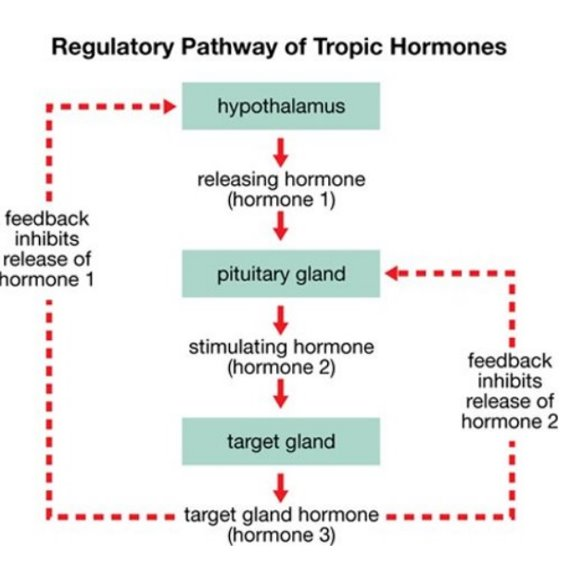 Regulatory Pathway of Tropic Hormones
hypothalamus
releasing hormone
(hormone 1)
feedback
inhibits
release of
hormone 1
pituitary gland
stimulating hormone
(hormone 2)
feedback
inhibits
release of
hormone 2
target gland
target gland hormone
(hormone 3)